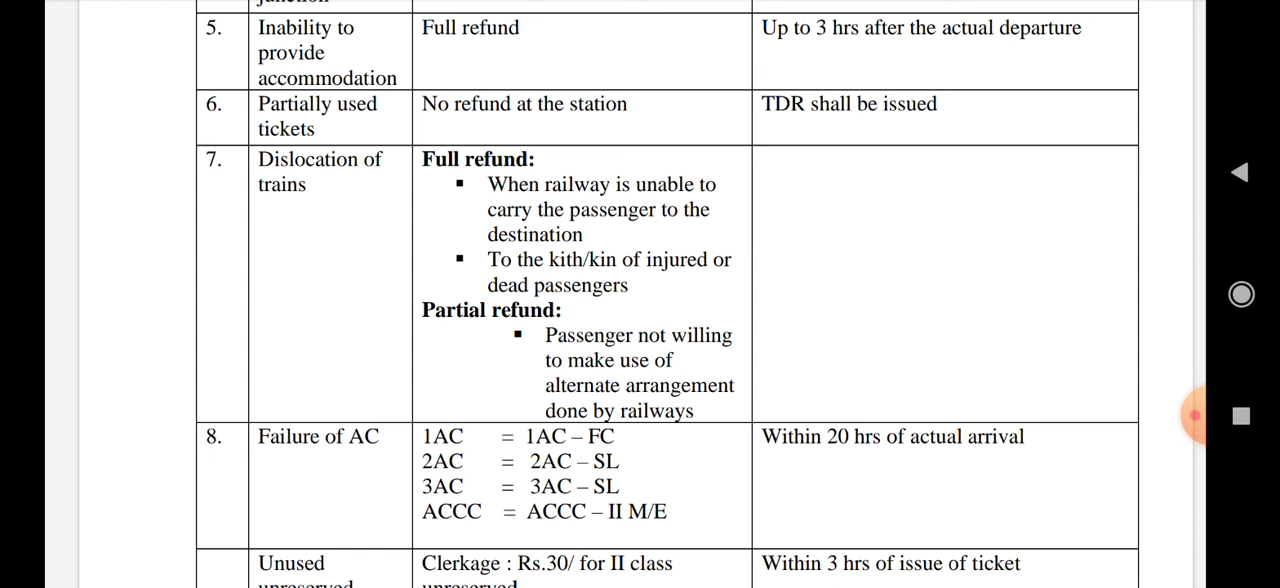 junction
5. Inability to provide accommodation Full refund Up to 3 hrs after the actual departure
6. Partially used tickets No refund at the station TDR shall be issued
7. Dislocation of trains
Full refund:
▪ When railway is unable to
carry the passenger to the
destination
▪ To the kith/kin of injured or
dead passengers
Partial refund:
▪ Passenger not willing
to make use of
alternate arrangement
done by railways
8. Failure of AC
1AC = 1AC – FC
2AC = 2AC – SL
3AC = 3AC – SL
ACCC = ACCC – II M/E
Within 20 hrs of actual arrival
Unused
unreserved
Clerkage : Rs.30/ for II class
unreserved
Within 3 hrs of issue of ticket